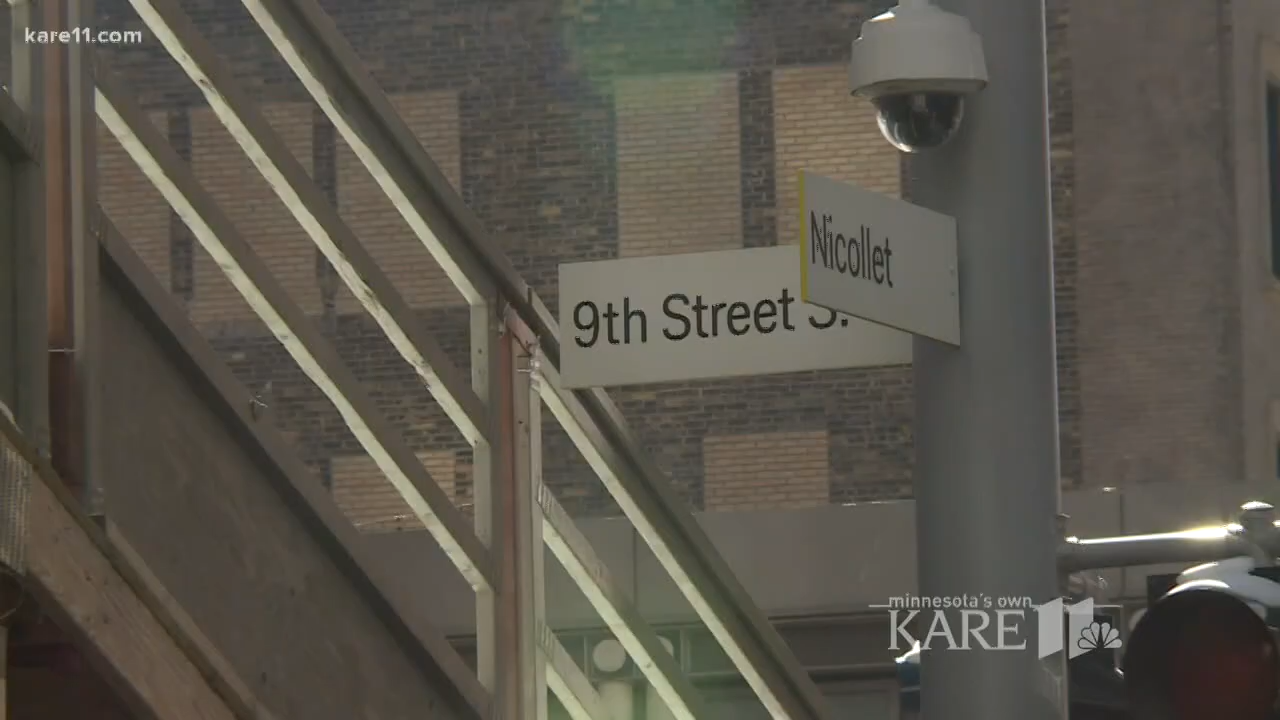 kare11.com
Nicollet
9th Street S.
minnesota's own
KARE 11